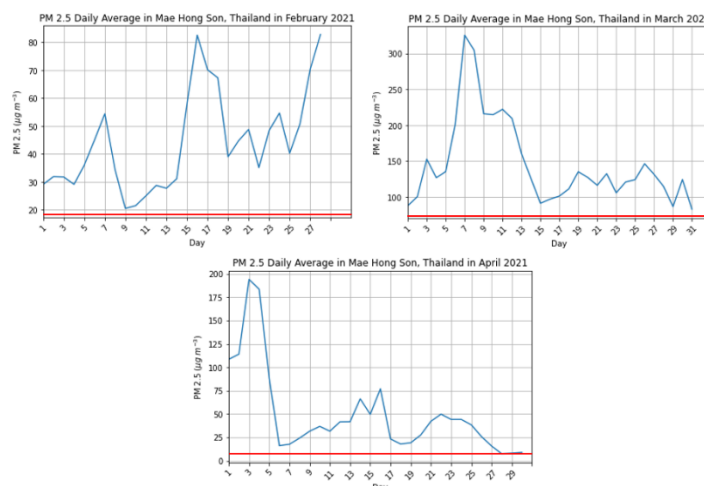 PM 2.5 Daily Average in Mae Hong Son, Thailand in February 2021
PM 2.5 (μg m⁻³)
80
70
60
50
40
30
20
1 3 5 7 9 11 13 15 17 19 21 23 25 27
Day
PM 2.5 Daily Average in Mae Hong Son, Thailand in March 202
PM 2.5 (μg m⁻³)
300
250
200
150
100
1 3 5 7 9 11 13 15 17 19 21 23 25 27 29 31
Day
PM 2.5 Daily Average in Mae Hong Son, Thailand in April 2021
PM 2.5 (μg m⁻³)
200
175
150
125
100
75
50
25
0
1 3 5 7 9 11 13 15 17 19 21 23 25 27 29
Day